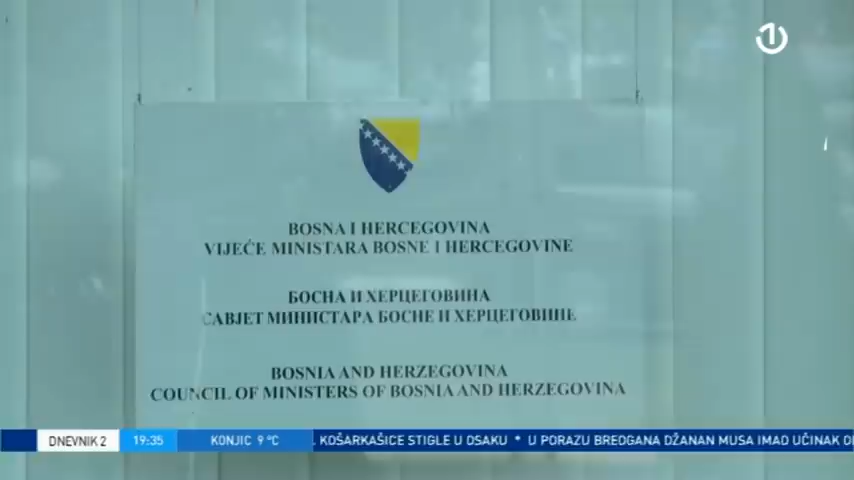 BOSNA I HERCEGOVINA
VIJEĆE MINISTARA BOSNE I HERCEGOVINE
БОСНА И ХЕРЦЕГОВИНА
САВЈЕТ МИНИСТАРА БОСНЕ И ХЕРЦЕГОВИНЕ
BOSNIA AND HERZEGOVINA
COUNCIL OF MINISTERS OF BOSNIA AND HERZEGOVINA
DNEVNIK 2 19:35 KONJIC 9 °C . KOŠARKAŠICE STIGLE U OSAKU * U PORAZU BREOGANA DŽANAN MUSA IMAO UČINAK